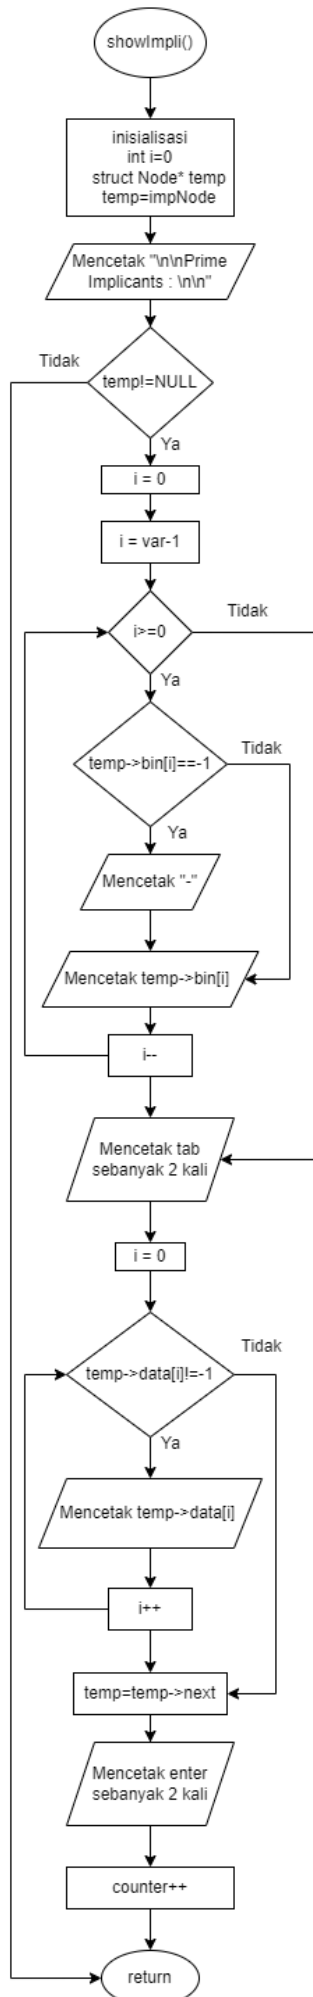 showImpli()
inisialisasi
int i=0
struct Node* temp
temp=impNode
Mencetak "\n\nPrime
Implicants : \n\n"
Tidak
temp!=NULL
Ya
i = 0
i = var-1
Tidak
i>=0
Ya
Tidak
temp->bin[i]==-1
Ya
Mencetak "-"
Mencetak temp->bin[i]
i--
Mencetak tab
sebanyak 2 kali
i = 0
Tidak
temp->data[i]!=-1
Ya
Mencetak temp->data[i]
i++
temp=temp->next
Mencetak enter
sebanyak 2 kali
counter++
return